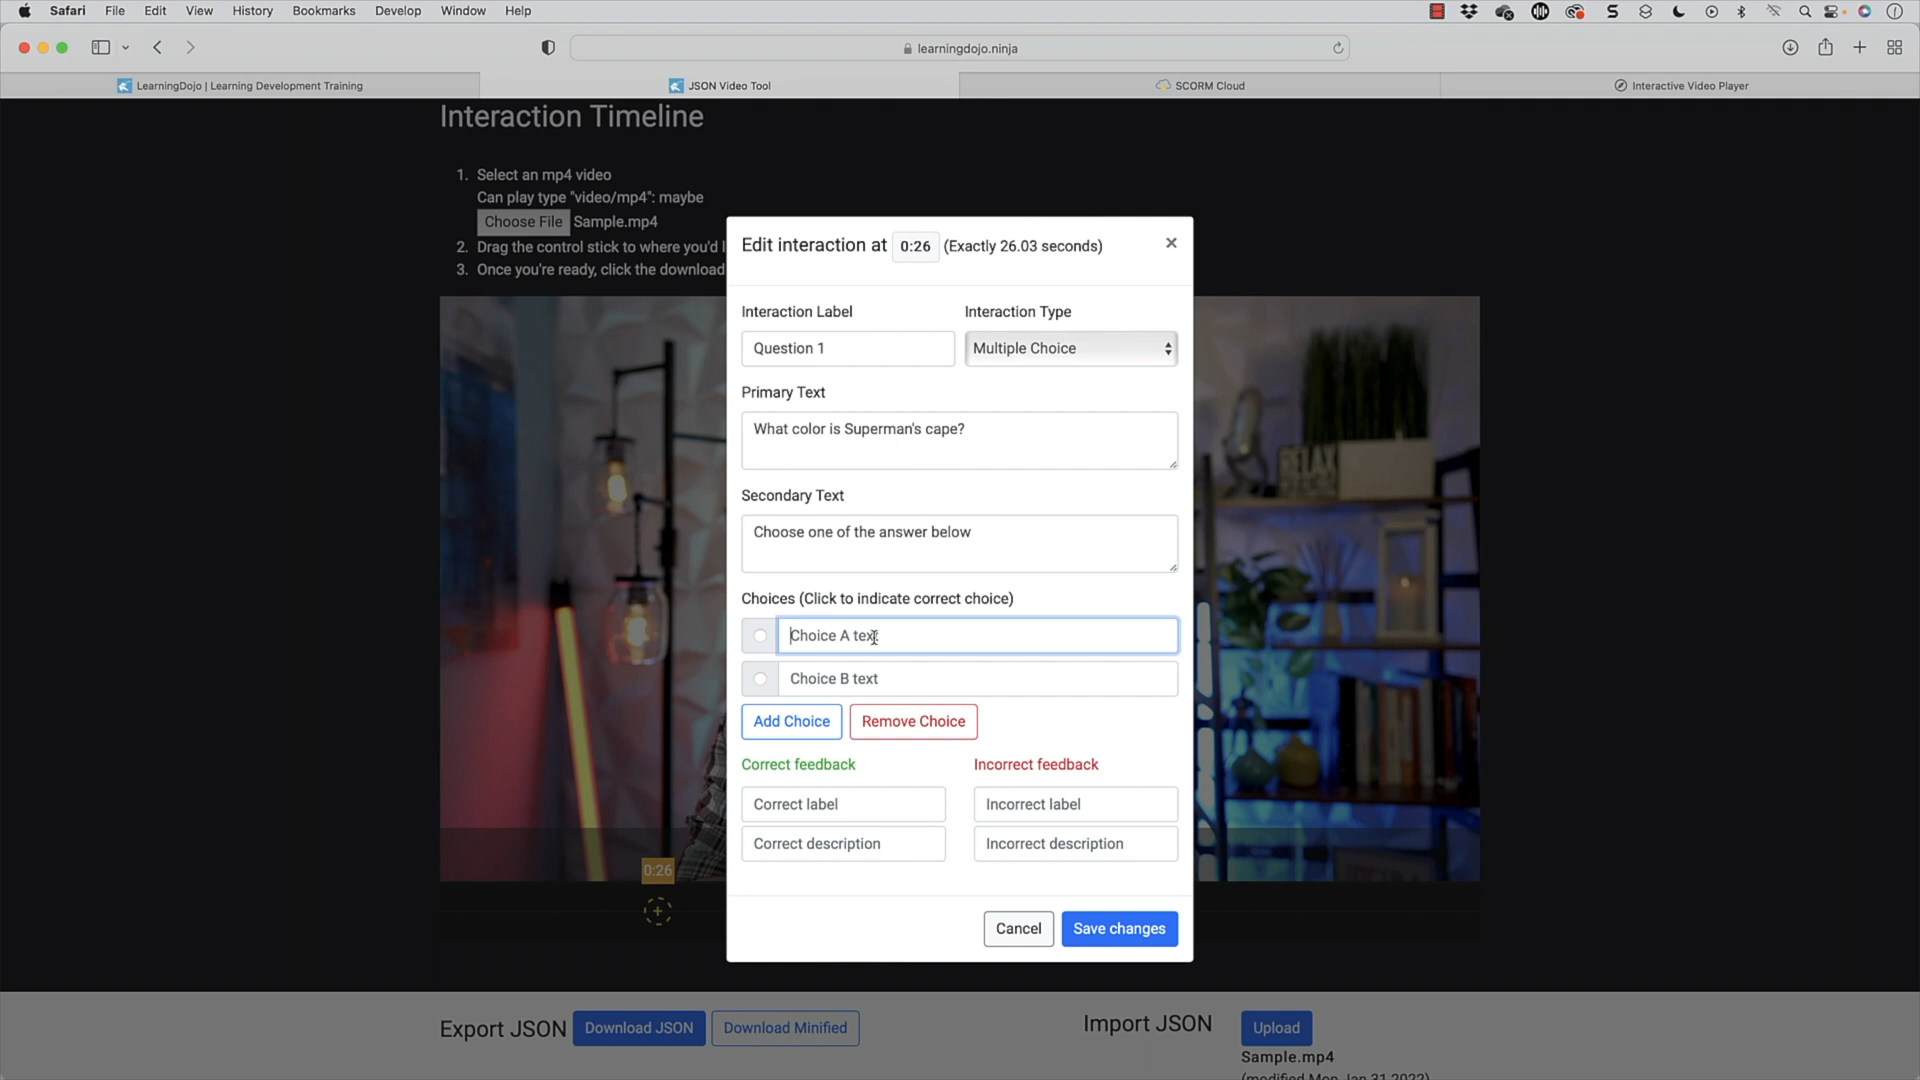 Safari File Edit View History Bookmarks Develop Window Help
learningdojo.ninja
LearningDojo | Learning Development Training
JSON Video Tool
SCORM Cloud
Interactive Video Player
Interaction Timeline
1. Select an mp4 video
Can play type "video/mp4": maybe
Choose File Sample.mp4
2. Drag the control stick to where you'd l
3. Once you're ready, click the download
Edit interaction at 0:26 (Exactly 26.03 seconds)
Interaction Label Interaction Type
Question 1 Multiple Choice
Primary Text
What color is Superman's cape?
Secondary Text
Choose one of the answer below
Choices (Click to indicate correct choice)
Choice A text
Choice B text
Add Choice Remove Choice
Correct feedback Incorrect feedback
Correct label Incorrect label
Correct description Incorrect description
Cancel Save changes
RELAX
0:26
Export JSON Download JSON Download Minified
Import JSON Upload
Sample.mp4
(modified Mon, Jan 31 2022)